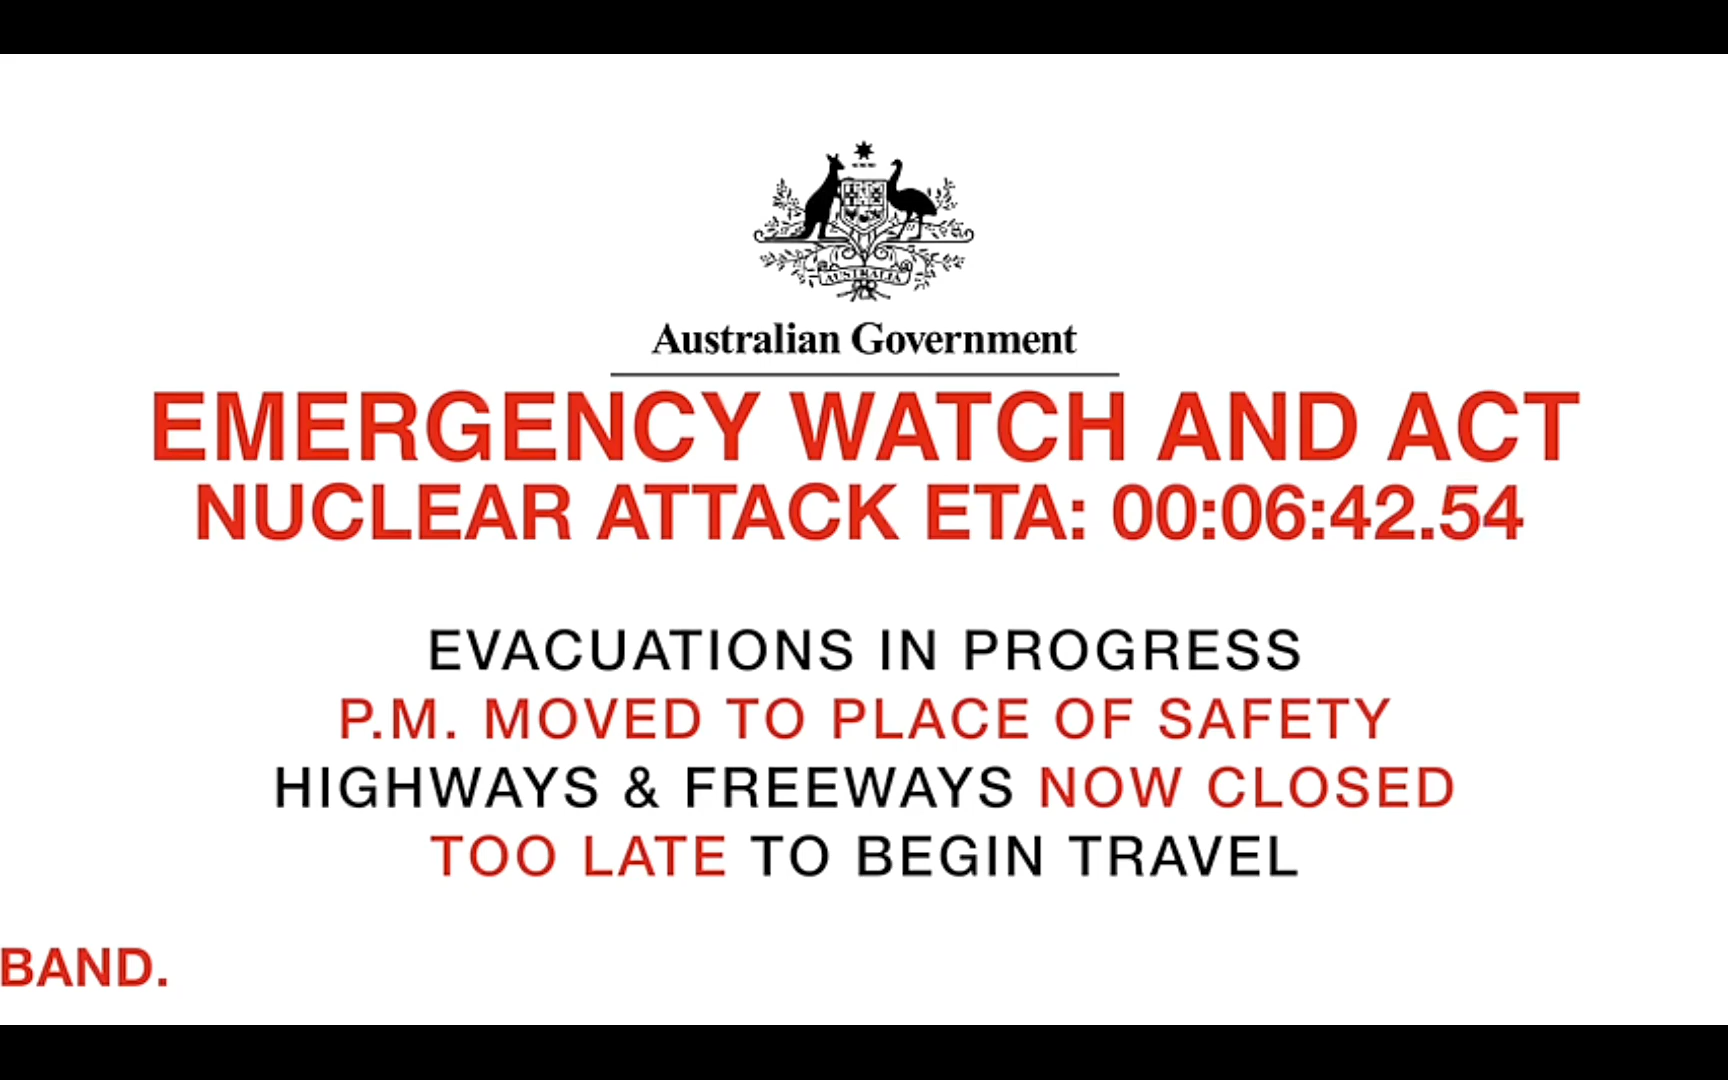 AUSTRALIA
Australian Government
EMERGENCY WATCH AND ACT
NUCLEAR ATTACK ETA: 00:06:42.54
EVACUATIONS IN PROGRESS
P.M. MOVED TO PLACE OF SAFETY
HIGHWAYS & FREEWAYS NOW CLOSED
TOO LATE TO BEGIN TRAVEL
BAND.